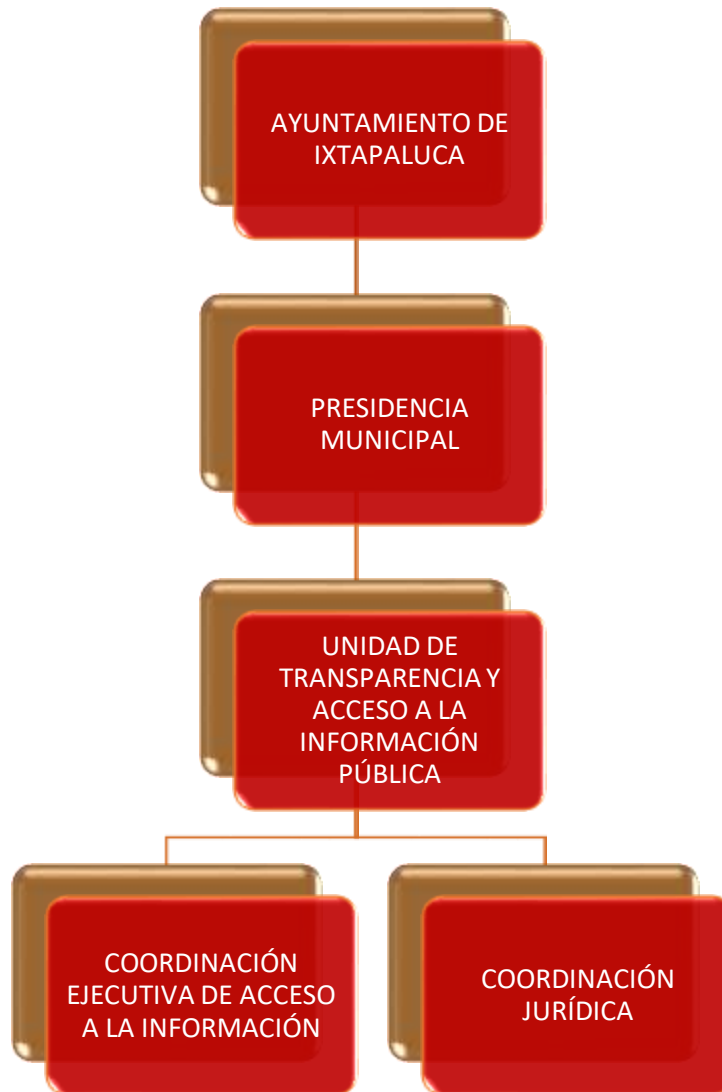 AYUNTAMIENTO DE
IXTAPALUCA
PRESIDENCIA
MUNICIPAL
UNIDAD DE
TRANSPARENCIA Y
ACCESO A LA
INFORMACIÓN
PÚBLICA
COORDINACIÓN
EJECUTIVA DE ACCESO
A LA INFORMACIÓN
COORDINACIÓN
JURÍDICA